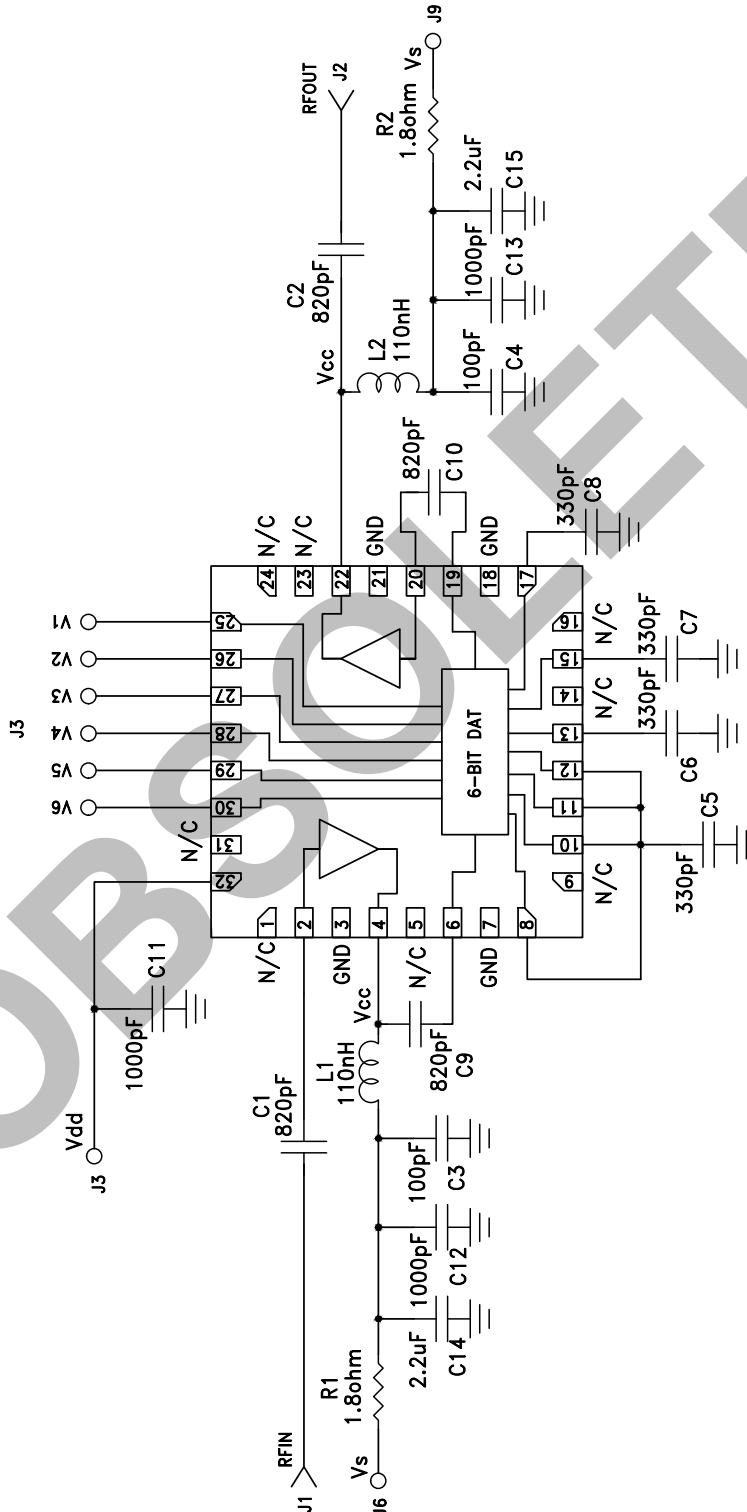 J1
RFIN
C1
820pF
J6
Vs
R1
1.8ohm
2.2uF
C14
1000pF
C12
100pF
C3
L1
110nH
Vcc
820pF
C9
J3
Vdd
1000pF
C11
N/C
1
2
GND
3
4
N/C
5
6
GND
7
8
N/C
9
10
11
12
13
N/C
14
15
N/C
16
330pF
C5
330pF
C6
330pF
C7
6-BIT DAT
32
N/C
31
30
29
28
27
26
25
J3
V6
V5
V4
V3
V2
V1
N/C
24
N/C
23
22
GND
21
20
19
GND
18
17
330pF
C8
820pF
C10
Vcc
L2
110nH
C2
820pF
RFOUT
J2
100pF
C4
1000pF
C13
2.2uF
C15
R2
1.8ohm
Vs
J9
OBSOLETE